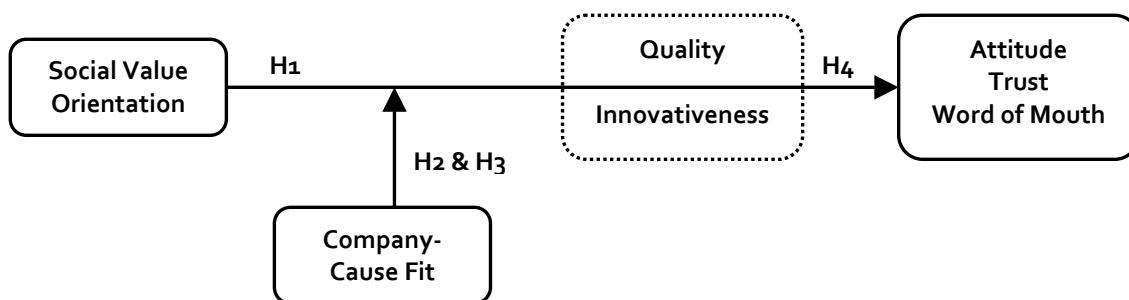 Social Value
Orientation
H1
Quality
Innovativeness
H4
Attitude
Trust
Word of Mouth
H2 & H3
Company-
Cause Fit